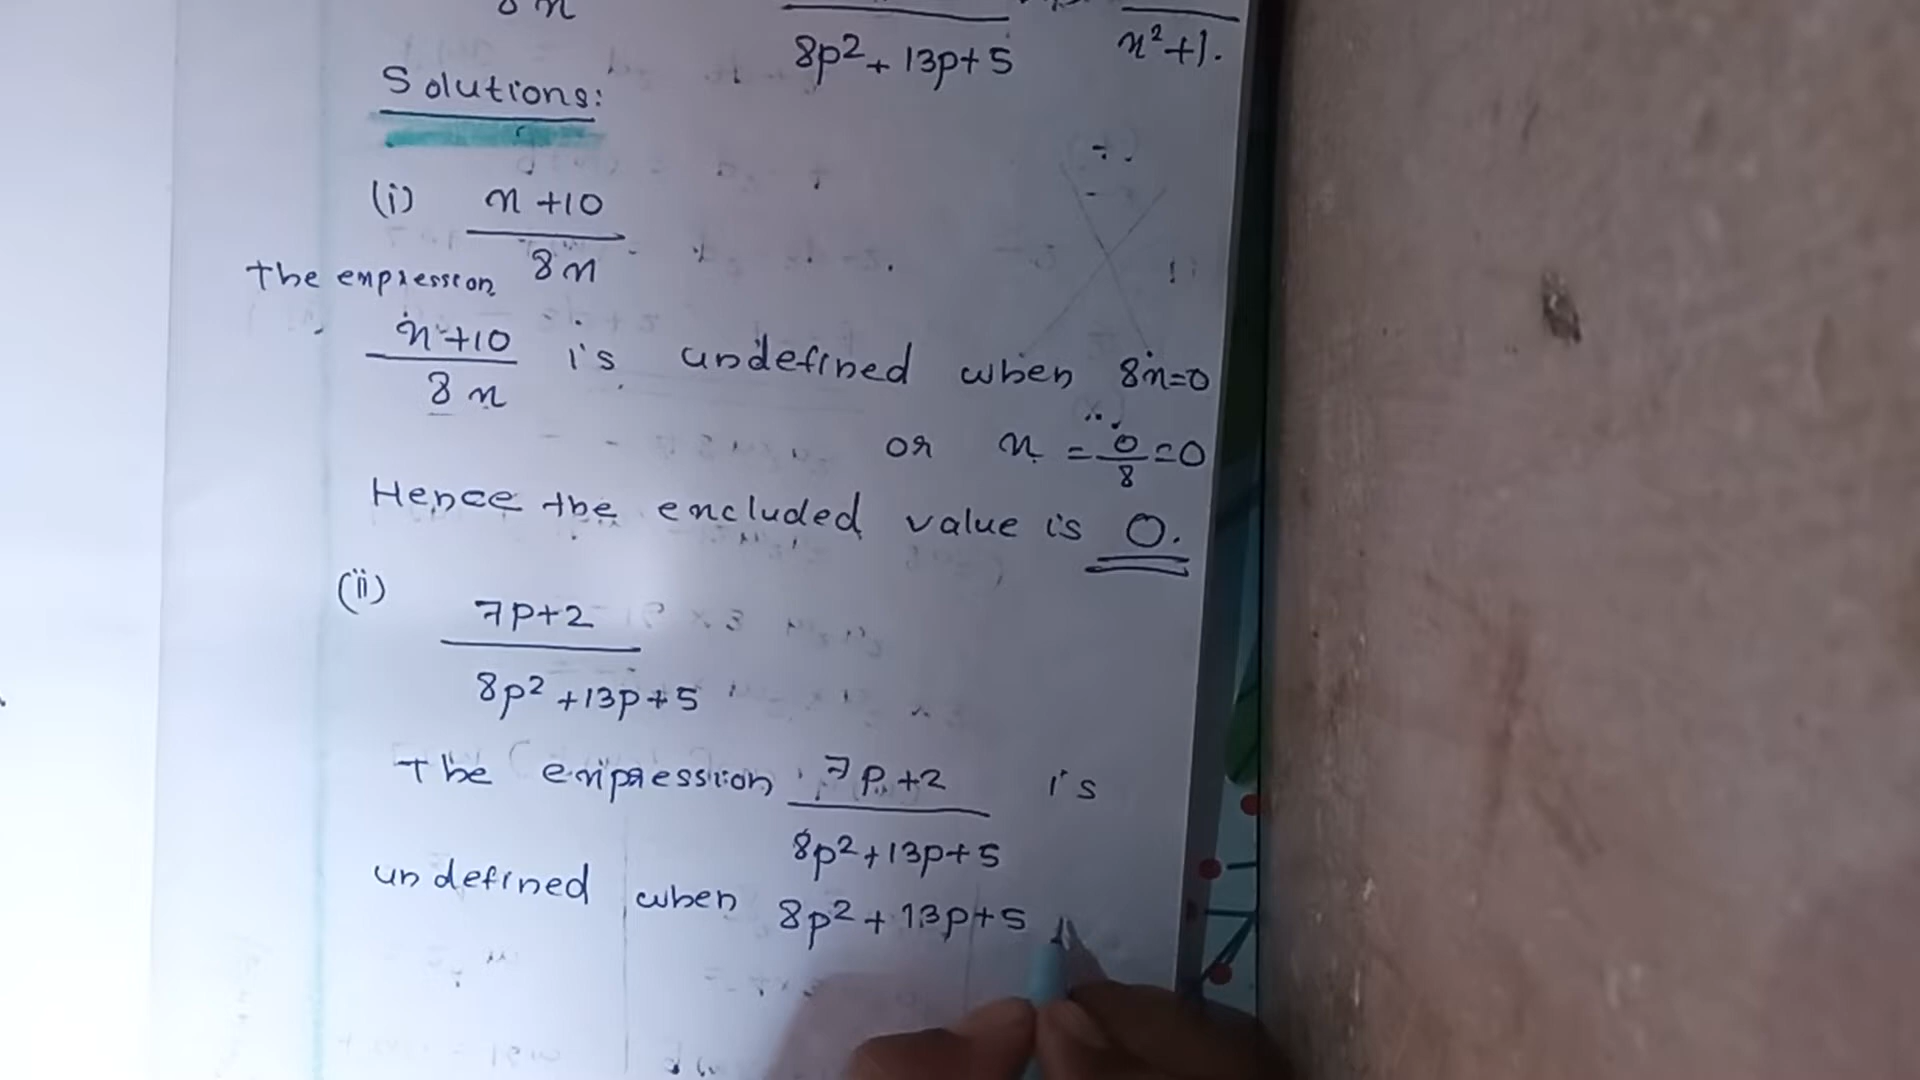 8x
8p²+13p+5
x²+1.
Solutions:
(i) x+10
8x
the expression
x+10 is undefined when 8x=0
8x
or x = 0/8 = 0
Hence the excluded value is 0.
(ii)
7p+2
8p²+13p+5
The expression 7p+2 is
8p²+13p+5
undefined when 8p²+13p+5